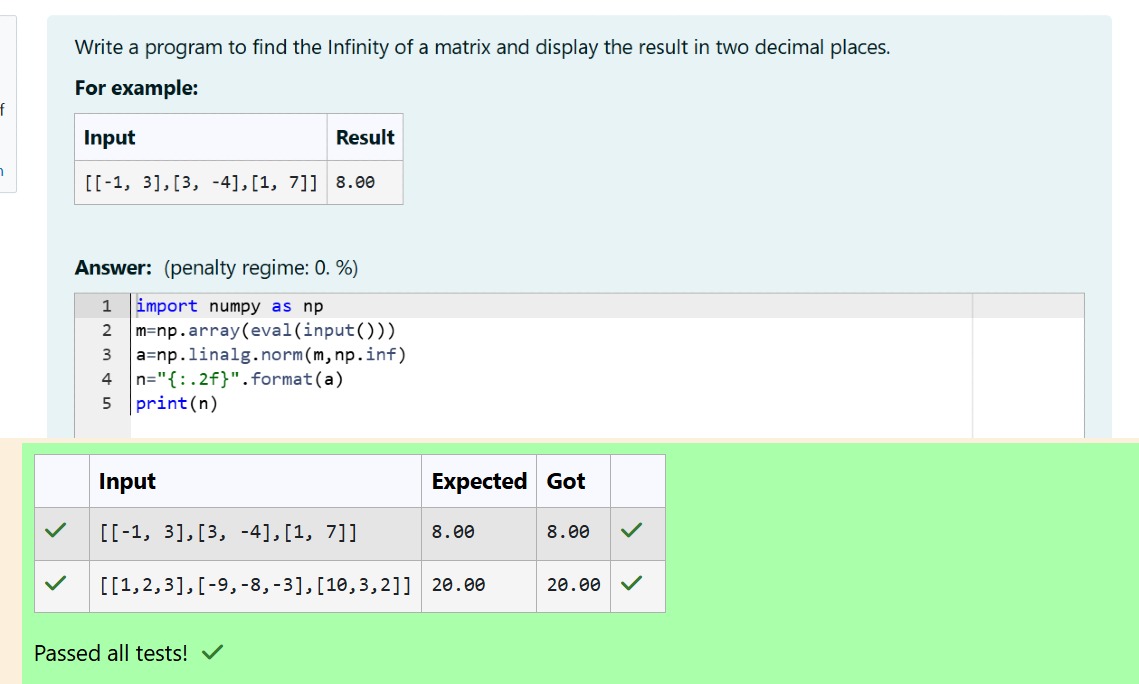 Write a program to find the Infinity of a matrix and display the result in two decimal places.
For example:
Input Result
[[-1, 3],[3, -4],[1, 7]] 8.00
f
n
Answer: (penalty regime: 0. %)
1 import numpy as np
2 m=np.array(eval(input()))
3 a=np.linalg.norm(m,np.inf)
4 n="{:.2f}".format(a)
5 print(n)
Input Expected Got
[[-1, 3],[3, -4],[1, 7]] 8.00 8.00
[[1,2,3],[-9,-8,-3],[10,3,2]] 20.00 20.00
Passed all tests!